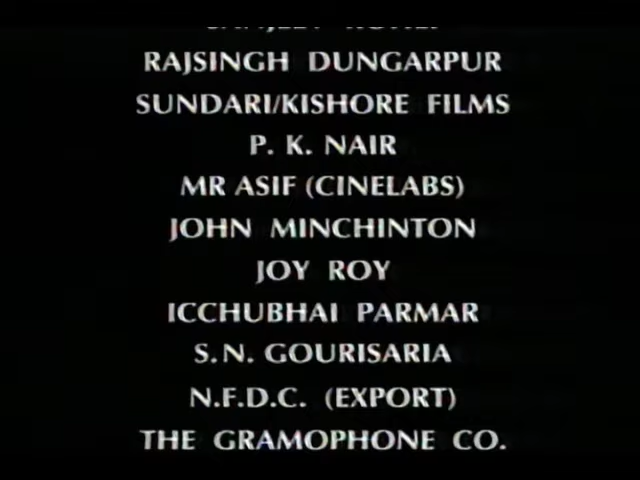 RAJSINGH DUNGARPUR
SUNDARI/KISHORE FILMS
P. K. NAIR
MR ASIF (CINELABS)
JOHN MINCHINTON
JOY ROY
ICCHUBHAI PARMAR
S.N. GOURISARIA
N.F.D.C. (EXPORT)
THE GRAMOPHONE CO.